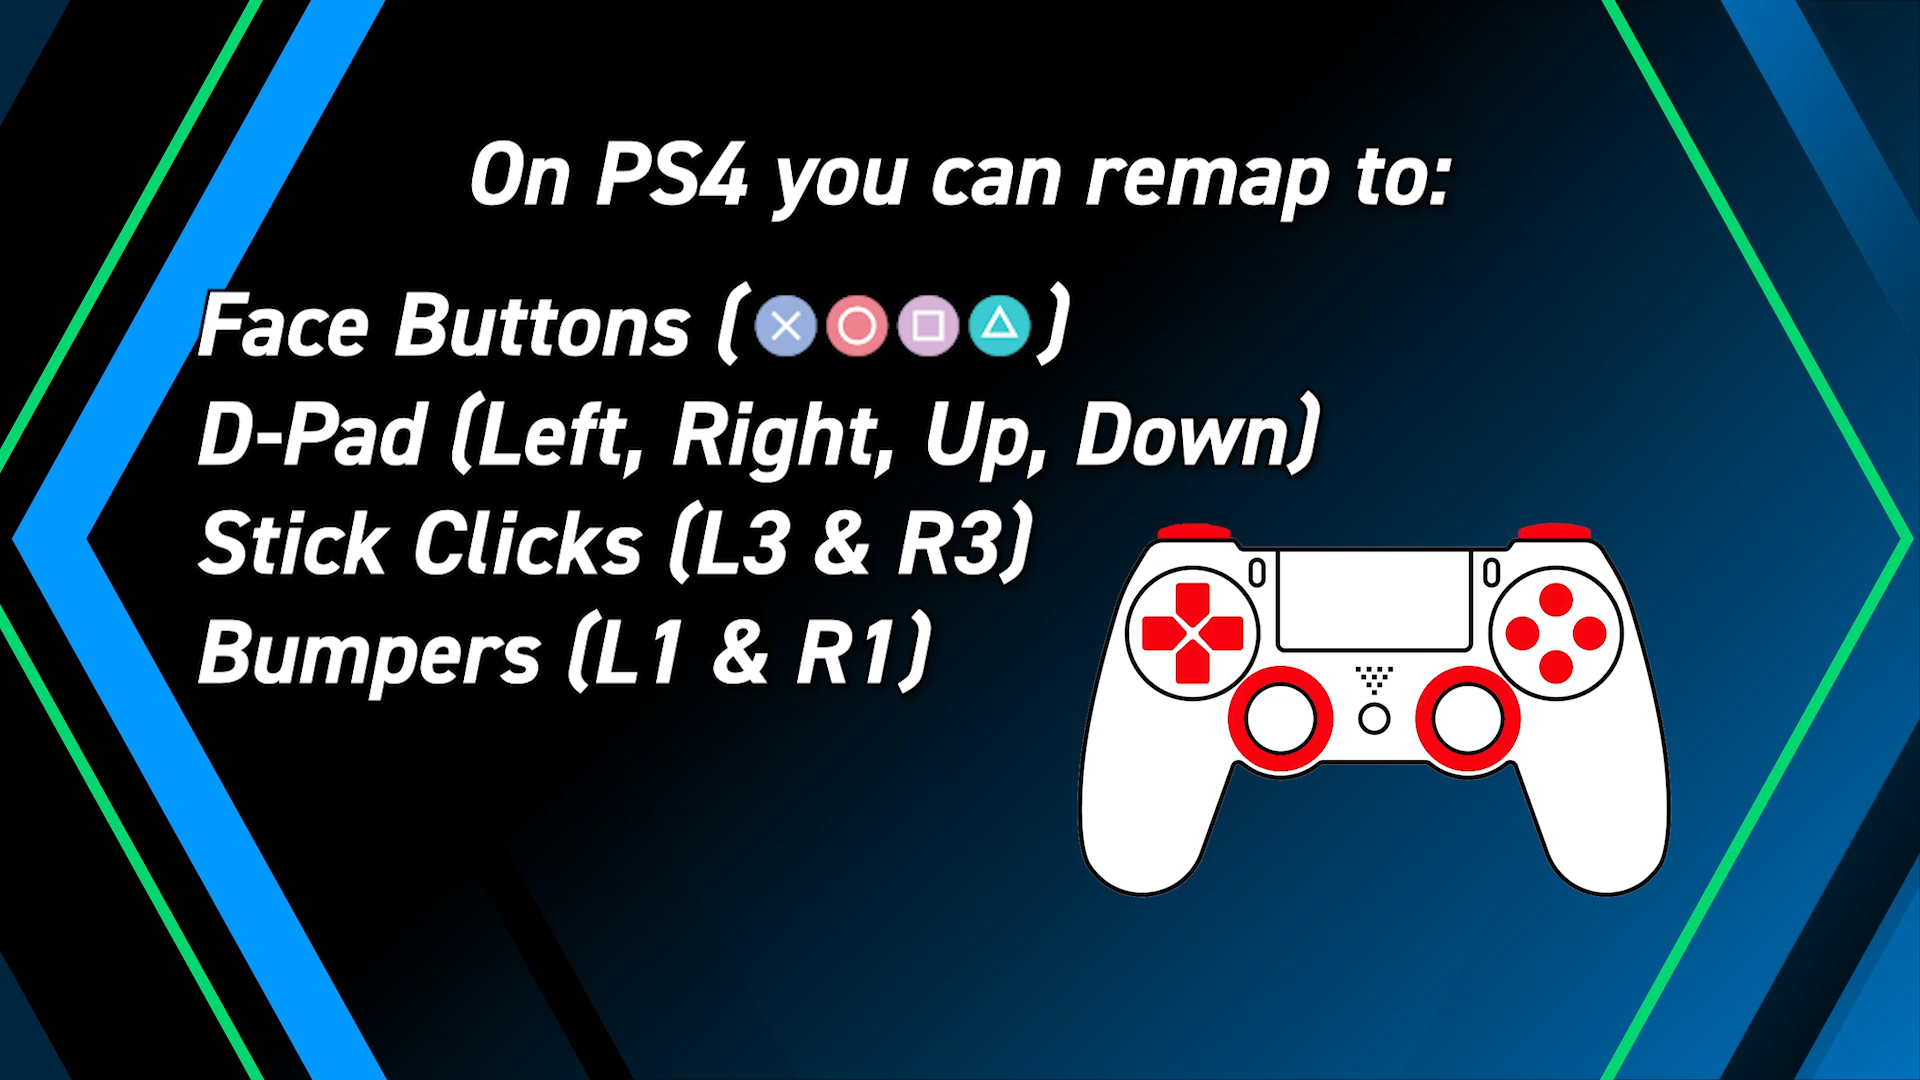 On PS4 you can remap to:
Face Buttons ( )
D-Pad (Left, Right, Up, Down)
Stick Clicks (L3 & R3)
Bumpers (L1 & R1)